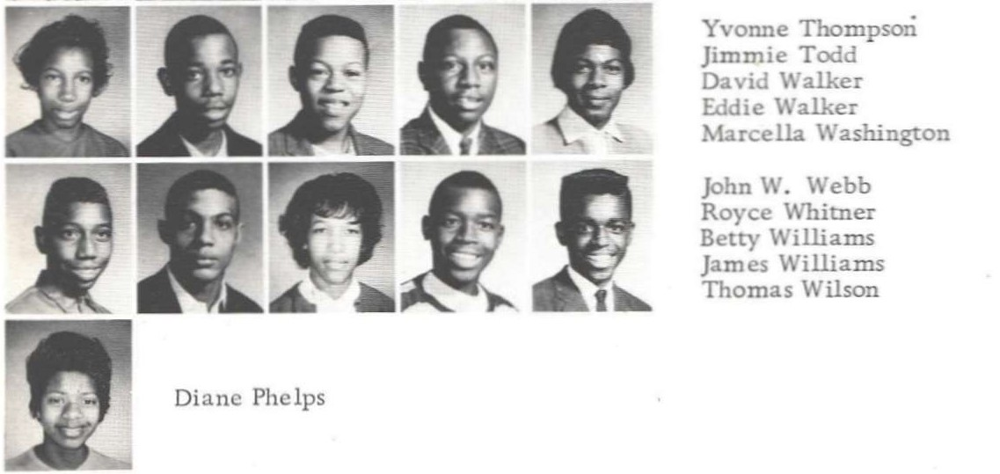 Yvonne Thompson
Jimmie Todd
David Walker
Eddie Walker
Marcella Washington
John W. Webb
Royce Whitner
Betty Williams
James Williams
Thomas Wilson
Diane Phelps